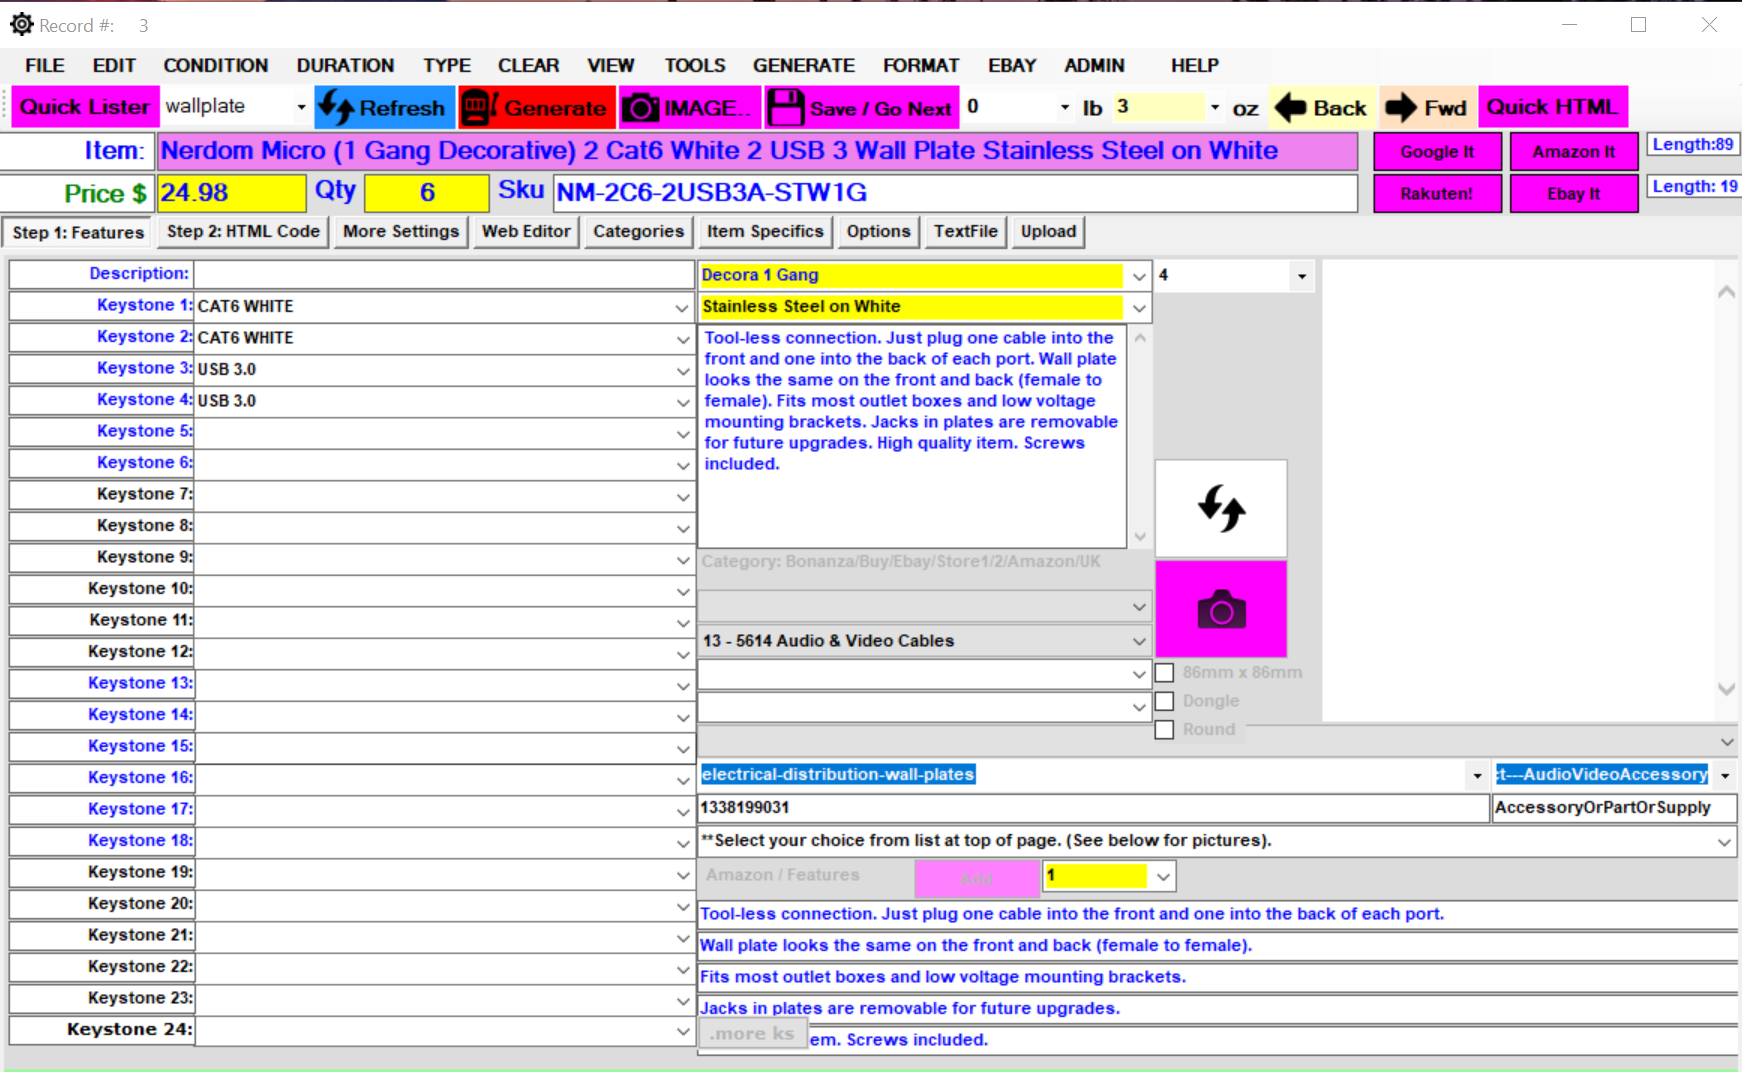 Record #: 3
FILE EDIT CONDITION DURATION TYPE CLEAR VIEW TOOLS GENERATE FORMAT EBAY ADMIN HELP
Quick Lister wallplate Refresh Generate IMAGE.. Save / Go Next 0 lb 3 oz Back Fwd Quick HTML
Item: Nerdom Micro (1 Gang Decorative) 2 Cat6 White 2 USB 3 Wall Plate Stainless Steel on White Google It Amazon It Length:89
Price $ 24.98 Qty 6 Sku NM-2C6-2USB3A-STW1G Rakuten! Ebay It Length: 19
Step 1: Features Step 2: HTML Code More Settings Web Editor Categories Item Specifics Options TextFile Upload
Description:
Keystone 1: CAT6 WHITE
Keystone 2: CAT6 WHITE
Keystone 3: USB 3.0
Keystone 4: USB 3.0
Keystone 5:
Keystone 6:
Keystone 7:
Keystone 8:
Keystone 9:
Keystone 10:
Keystone 11:
Keystone 12:
Keystone 13:
Keystone 14:
Keystone 15:
Keystone 16:
Keystone 17:
Keystone 18:
Keystone 19:
Keystone 20:
Keystone 21:
Keystone 22:
Keystone 23:
Keystone 24:
Decora 1 Gang 4
Stainless Steel on White
Tool-less connection. Just plug one cable into the
front and one into the back of each port. Wall plate
looks the same on the front and back (female to
female). Fits most outlet boxes and low voltage
mounting brackets. Jacks in plates are removable
for future upgrades. High quality item. Screws
included.
Category: Bonanza/Buy/Ebay/Store1/2/Amazon/UK
13 - 5614 Audio & Video Cables
86mm x 86mm
Dongle
Round
electrical-distribution-wall-plates t---AudioVideoAccessory
1338199031 AccessoryOrPartOrSupply
**Select your choice from list at top of page. (See below for pictures).
Amazon / Features Add 1
Tool-less connection. Just plug one cable into the front and one into the back of each port.
Wall plate looks the same on the front and back (female to female).
Fits most outlet boxes and low voltage mounting brackets.
Jacks in plates are removable for future upgrades.
.more ks em. Screws included.